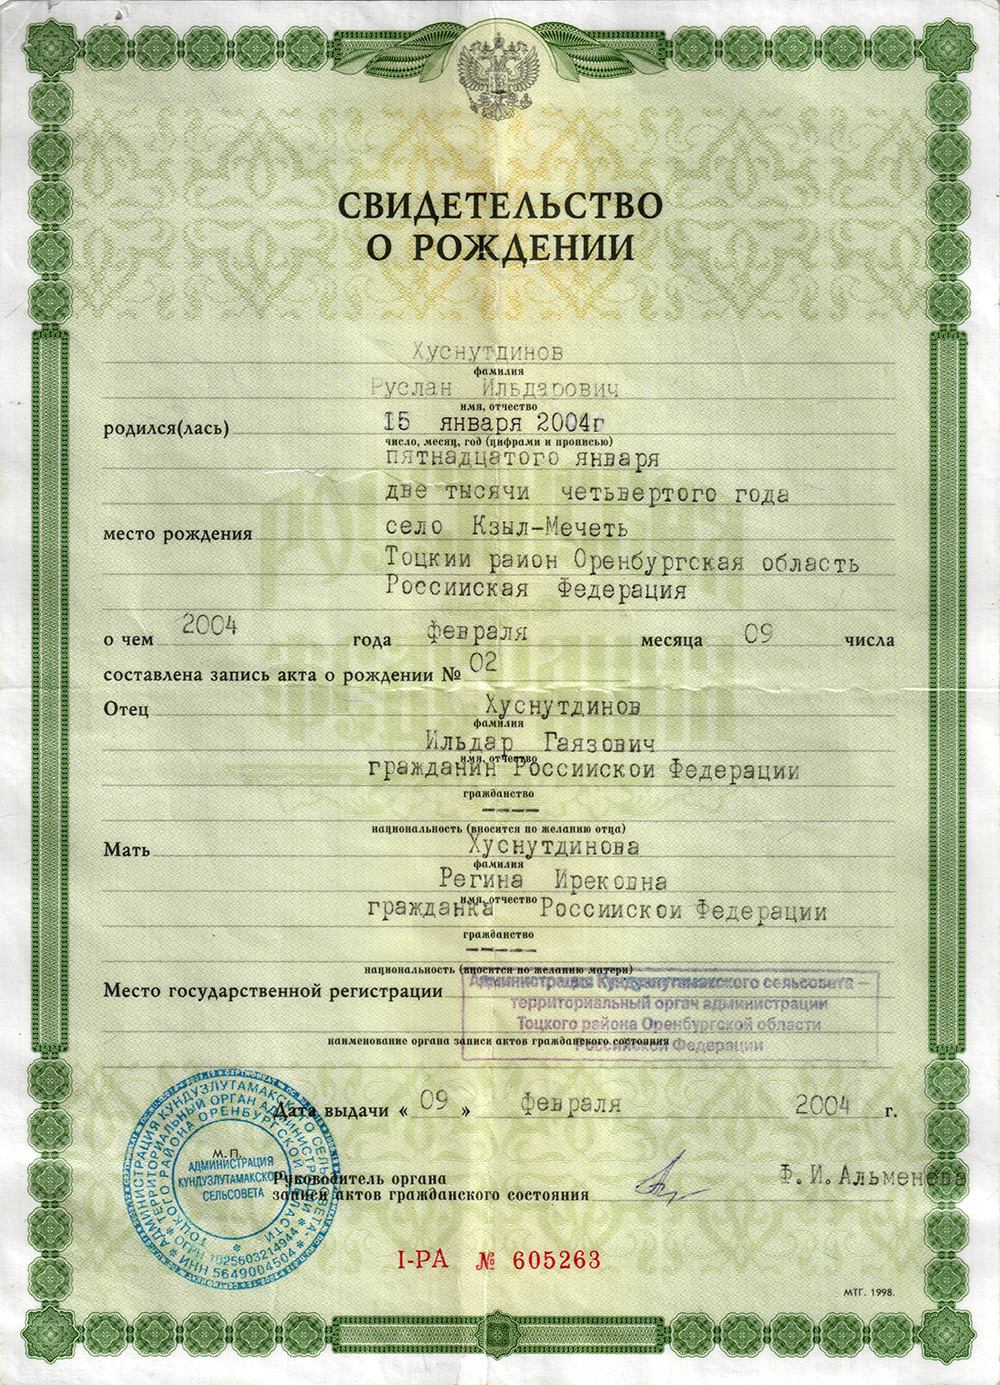 СВИДЕТЕЛЬСТВО
О РОЖДЕНИИ
Хуснутдинов
фамилия
Руслан Ильдарович
имя, отчество
родился(лась) 15 января 2004г
число, месяц, год (цифрами и прописью)
пятнадцатого января
две тысячи четвертого года
место рождения село Кзыл-Мечеть
Тоцкии раион Оренбургская область
Россииская Федерация
о чем 2004 года февраля месяца 09 числа
составлена запись акта о рождении № 02
Отец Хуснутдинов
фамилия
Ильдар Гаязович
имя, отчество
гражданин Россиискои Федерации
гражданство
-----
национальность (вносится по желанию отца)
Мать Хуснутдинова
фамилия
Регина Ирековна
имя, отчество
гражданка Россиискои Федерации
гражданство
-----
национальность (вносится по желанию матери)
Место государственной регистрации Администрация Кундузлутамакского сельсовета —
территориальный орган администрации
Тоцкого района Оренбургской области
Российской Федерации
наименование органа записи актов гражданского состояния
Дата выдачи « 09 » февраля 2004 г.
М.П.
АДМИНИСТРАЦИЯ
КУНДУЗЛУТАМАКСКОГО
СЕЛЬСОВЕТА
АДМИНИСТРАЦИЯ КУНДУЗЛУТАМАКСКОГО СЕЛЬСОВЕТА-
ТЕРРИТОРИАЛЬНЫЙ ОРГАН АДМИНИСТРАЦИИ
ТОЦКОГО РАЙОНА ОРЕНБУРГСКОЙ ОБЛАСТИ
ОГРН 1025603214944
ИНН 5649004504
Руководитель органа
записи актов гражданского состояния Ф.И.Альменева
I-РА № 605263
МТГ. 1998.